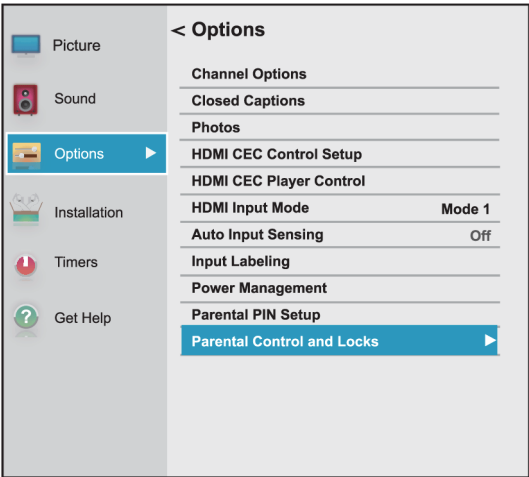 Picture
Sound
Options
Installation
Timers
Get Help
< Options
Channel Options
Closed Captions
Photos
HDMI CEC Control Setup
HDMI CEC Player Control
HDMI Input Mode Mode 1
Auto Input Sensing Off
Input Labeling
Power Management
Parental PIN Setup
Parental Control and Locks